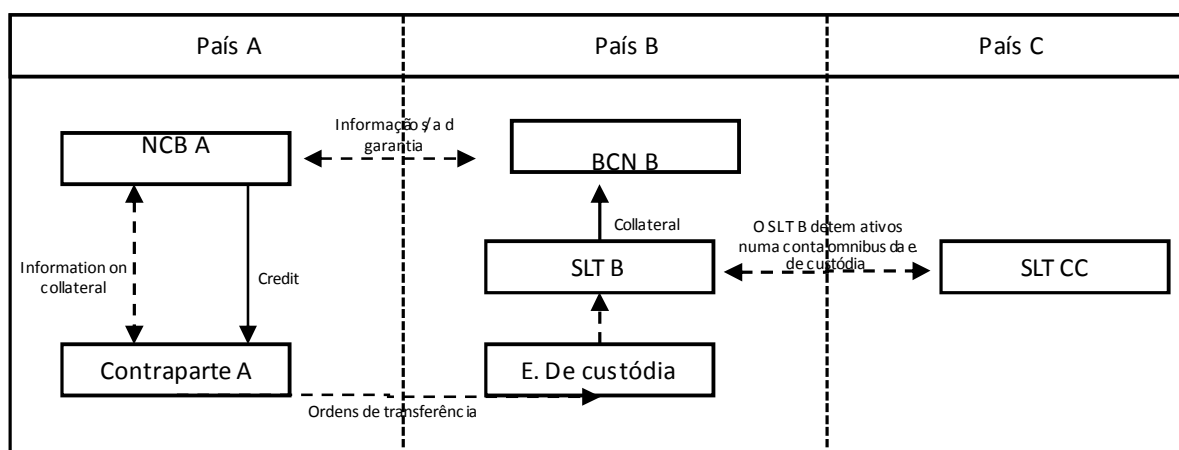 País A
País B
País C
NCB A
Informação s/a d
garantia
BCN B
Collateral
O SLT B detem ativos
numa conta omnibus da e.
de custódia
Information on
collateral
Credit
SLT B
SLT CC
Contraparte A
E. De custódia
Ordens de transferência